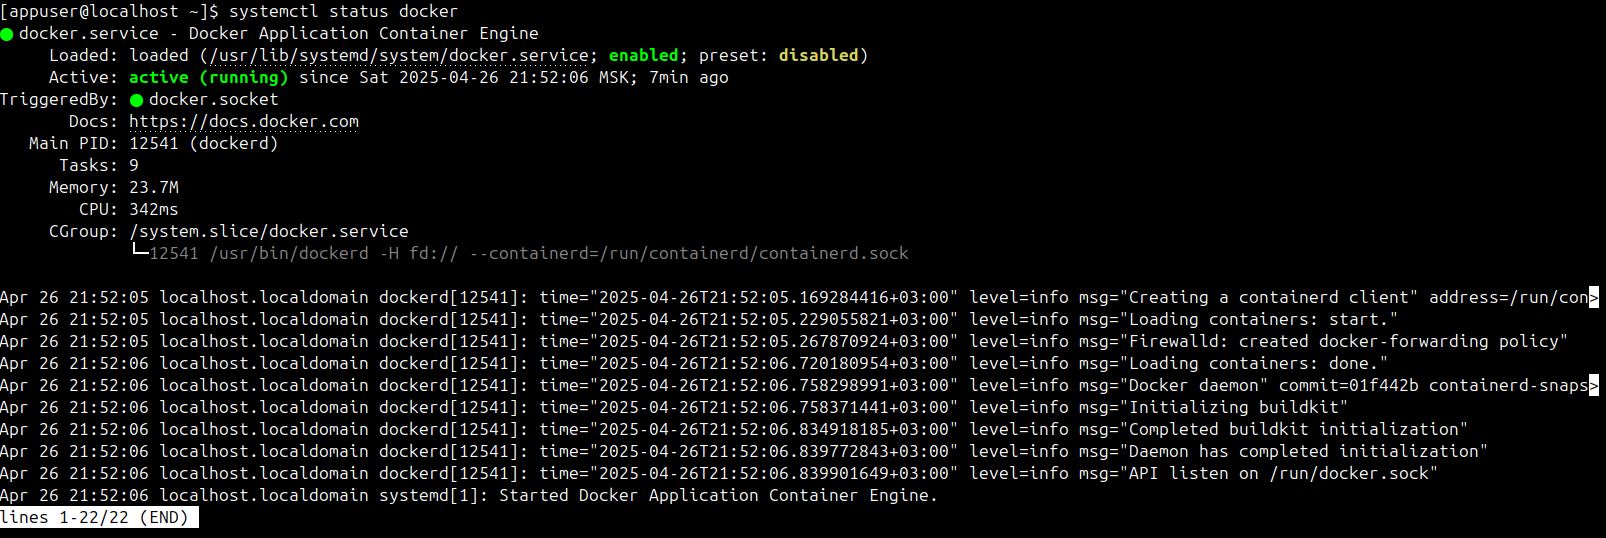 [appuser@localhost ~]$ systemctl status docker
● docker.service - Docker Application Container Engine
     Loaded: loaded (/usr/lib/systemd/system/docker.service; enabled; preset: disabled)
     Active: active (running) since Sat 2025-04-26 21:52:06 MSK; 7min ago
TriggeredBy: ● docker.socket
       Docs: https://docs.docker.com
   Main PID: 12541 (dockerd)
      Tasks: 9
     Memory: 23.7M
        CPU: 342ms
     CGroup: /system.slice/docker.service
             └─12541 /usr/bin/dockerd -H fd:// --containerd=/run/containerd/containerd.sock

Apr 26 21:52:05 localhost.localdomain dockerd[12541]: time="2025-04-26T21:52:05.169284416+03:00" level=info msg="Creating a containerd client" address=/run/con>
Apr 26 21:52:05 localhost.localdomain dockerd[12541]: time="2025-04-26T21:52:05.229055821+03:00" level=info msg="Loading containers: start."
Apr 26 21:52:05 localhost.localdomain dockerd[12541]: time="2025-04-26T21:52:05.267870924+03:00" level=info msg="Firewalld: created docker-forwarding policy"
Apr 26 21:52:06 localhost.localdomain dockerd[12541]: time="2025-04-26T21:52:06.720180954+03:00" level=info msg="Loading containers: done."
Apr 26 21:52:06 localhost.localdomain dockerd[12541]: time="2025-04-26T21:52:06.758298991+03:00" level=info msg="Docker daemon" commit=01f442b containerd-snaps>
Apr 26 21:52:06 localhost.localdomain dockerd[12541]: time="2025-04-26T21:52:06.758371441+03:00" level=info msg="Initializing buildkit"
Apr 26 21:52:06 localhost.localdomain dockerd[12541]: time="2025-04-26T21:52:06.834918185+03:00" level=info msg="Completed buildkit initialization"
Apr 26 21:52:06 localhost.localdomain dockerd[12541]: time="2025-04-26T21:52:06.839772843+03:00" level=info msg="Daemon has completed initialization"
Apr 26 21:52:06 localhost.localdomain dockerd[12541]: time="2025-04-26T21:52:06.839901649+03:00" level=info msg="API listen on /run/docker.sock"
Apr 26 21:52:06 localhost.localdomain systemd[1]: Started Docker Application Container Engine.
lines 1-22/22 (END)